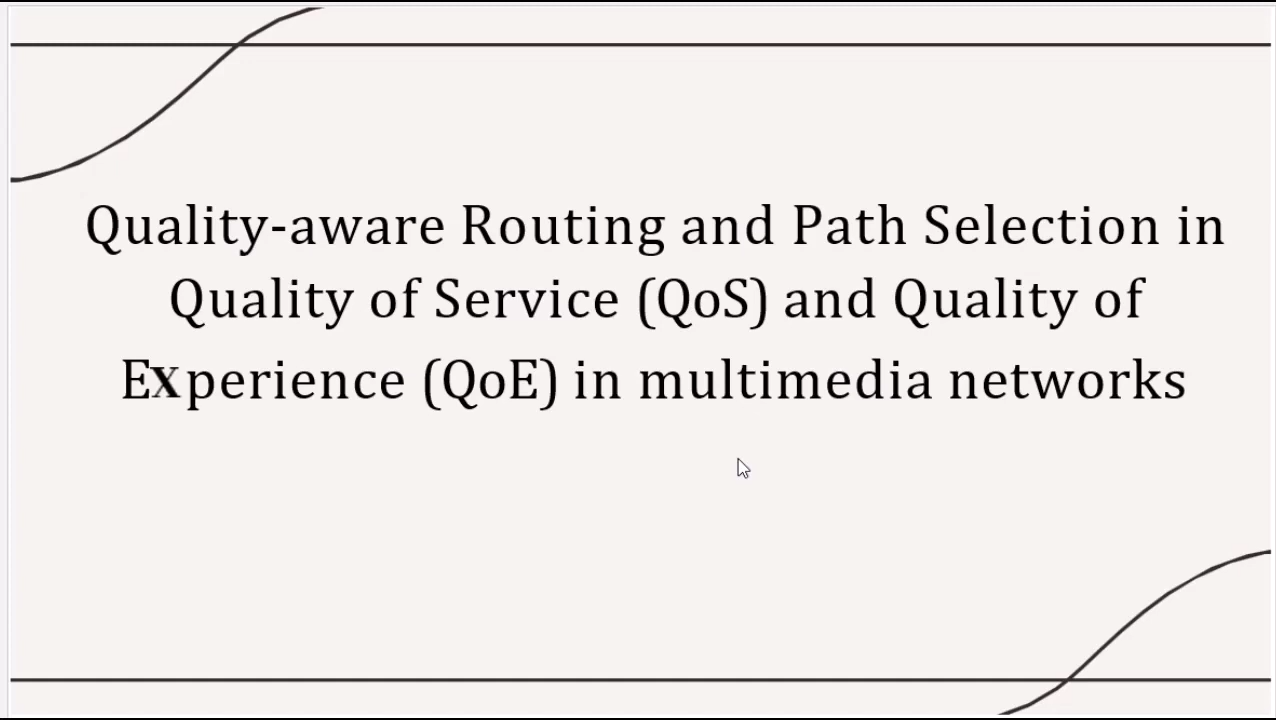 Quality-aware Routing and Path Selection in
Quality of Service (QoS) and Quality of
Experience (QoE) in multimedia networks